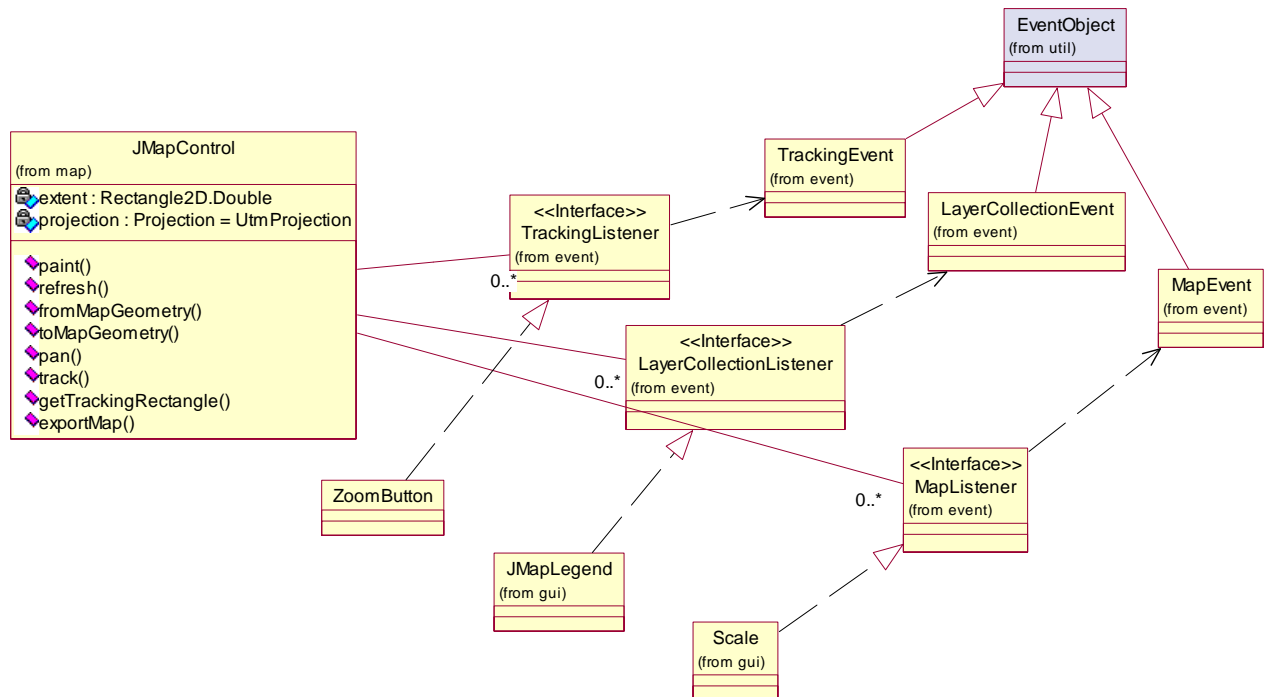 EventObject
(from util)
JMapControl
(from map)
extent : Rectangle2D.Double
projection : Projection = UtmProjection
paint()
refresh()
fromMapGeometry()
toMapGeometry()
pan()
track()
getTrackingRectangle()
exportMap()
TrackingEvent
(from event)
<<Interface>>
TrackingListener
(from event)
0..*
LayerCollectionEvent
(from event)
MapEvent
(from event)
<<Interface>>
LayerCollectionListener
(from event)
0..*
<<Interface>>
MapListener
(from event)
0..*
ZoomButton
JMapLegend
(from gui)
Scale
(from gui)